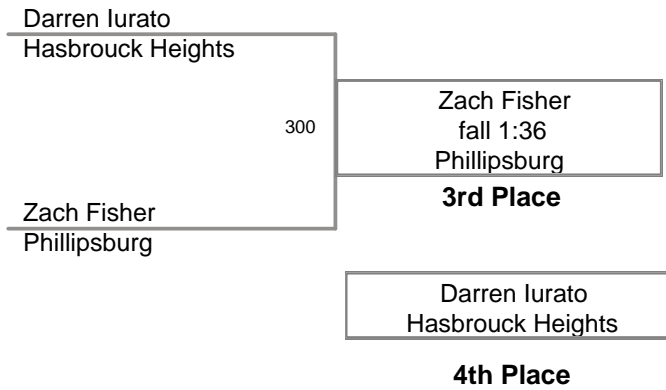 Darren Iurato
Hasbrouck Heights
300
Zach Fisher
fall 1:36
Phillipsburg
3rd Place
Zach Fisher
Phillipsburg
Darren Iurato
Hasbrouck Heights
4th Place